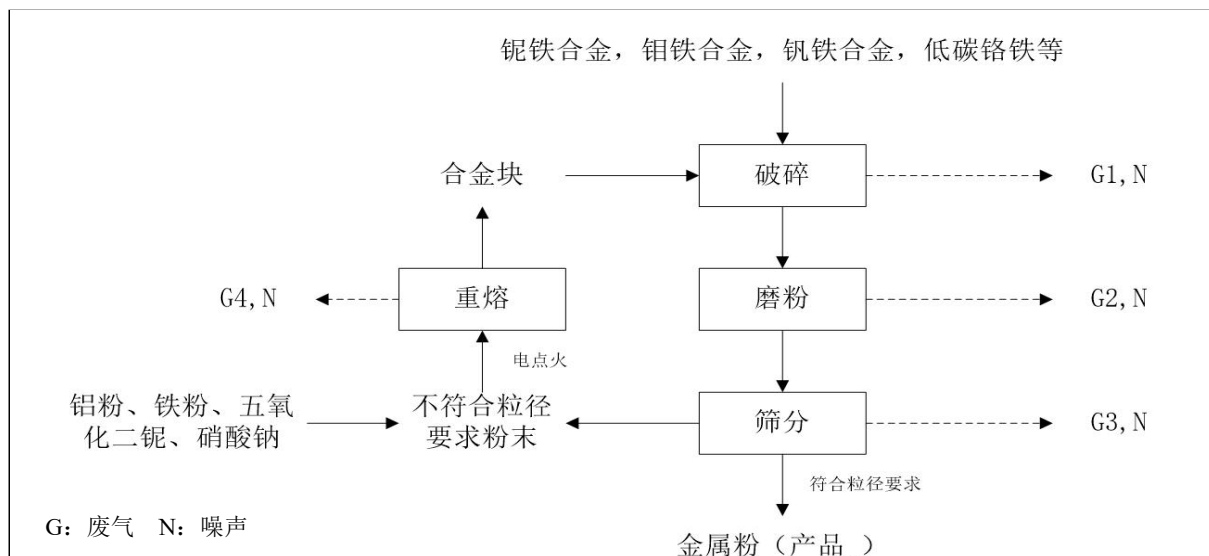 铌铁合金，钼铁合金，钒铁合金，低碳铬铁等
合金块
破碎
G1,N
G4,N
重熔
磨粉
G2,N
电点火
铝粉、铁粉、五氧
化二铌、硝酸钠
不符合粒径
要求粉末
筛分
G3,N
符合粒径要求
G：废气 N：噪声
金属粉（产品 ）